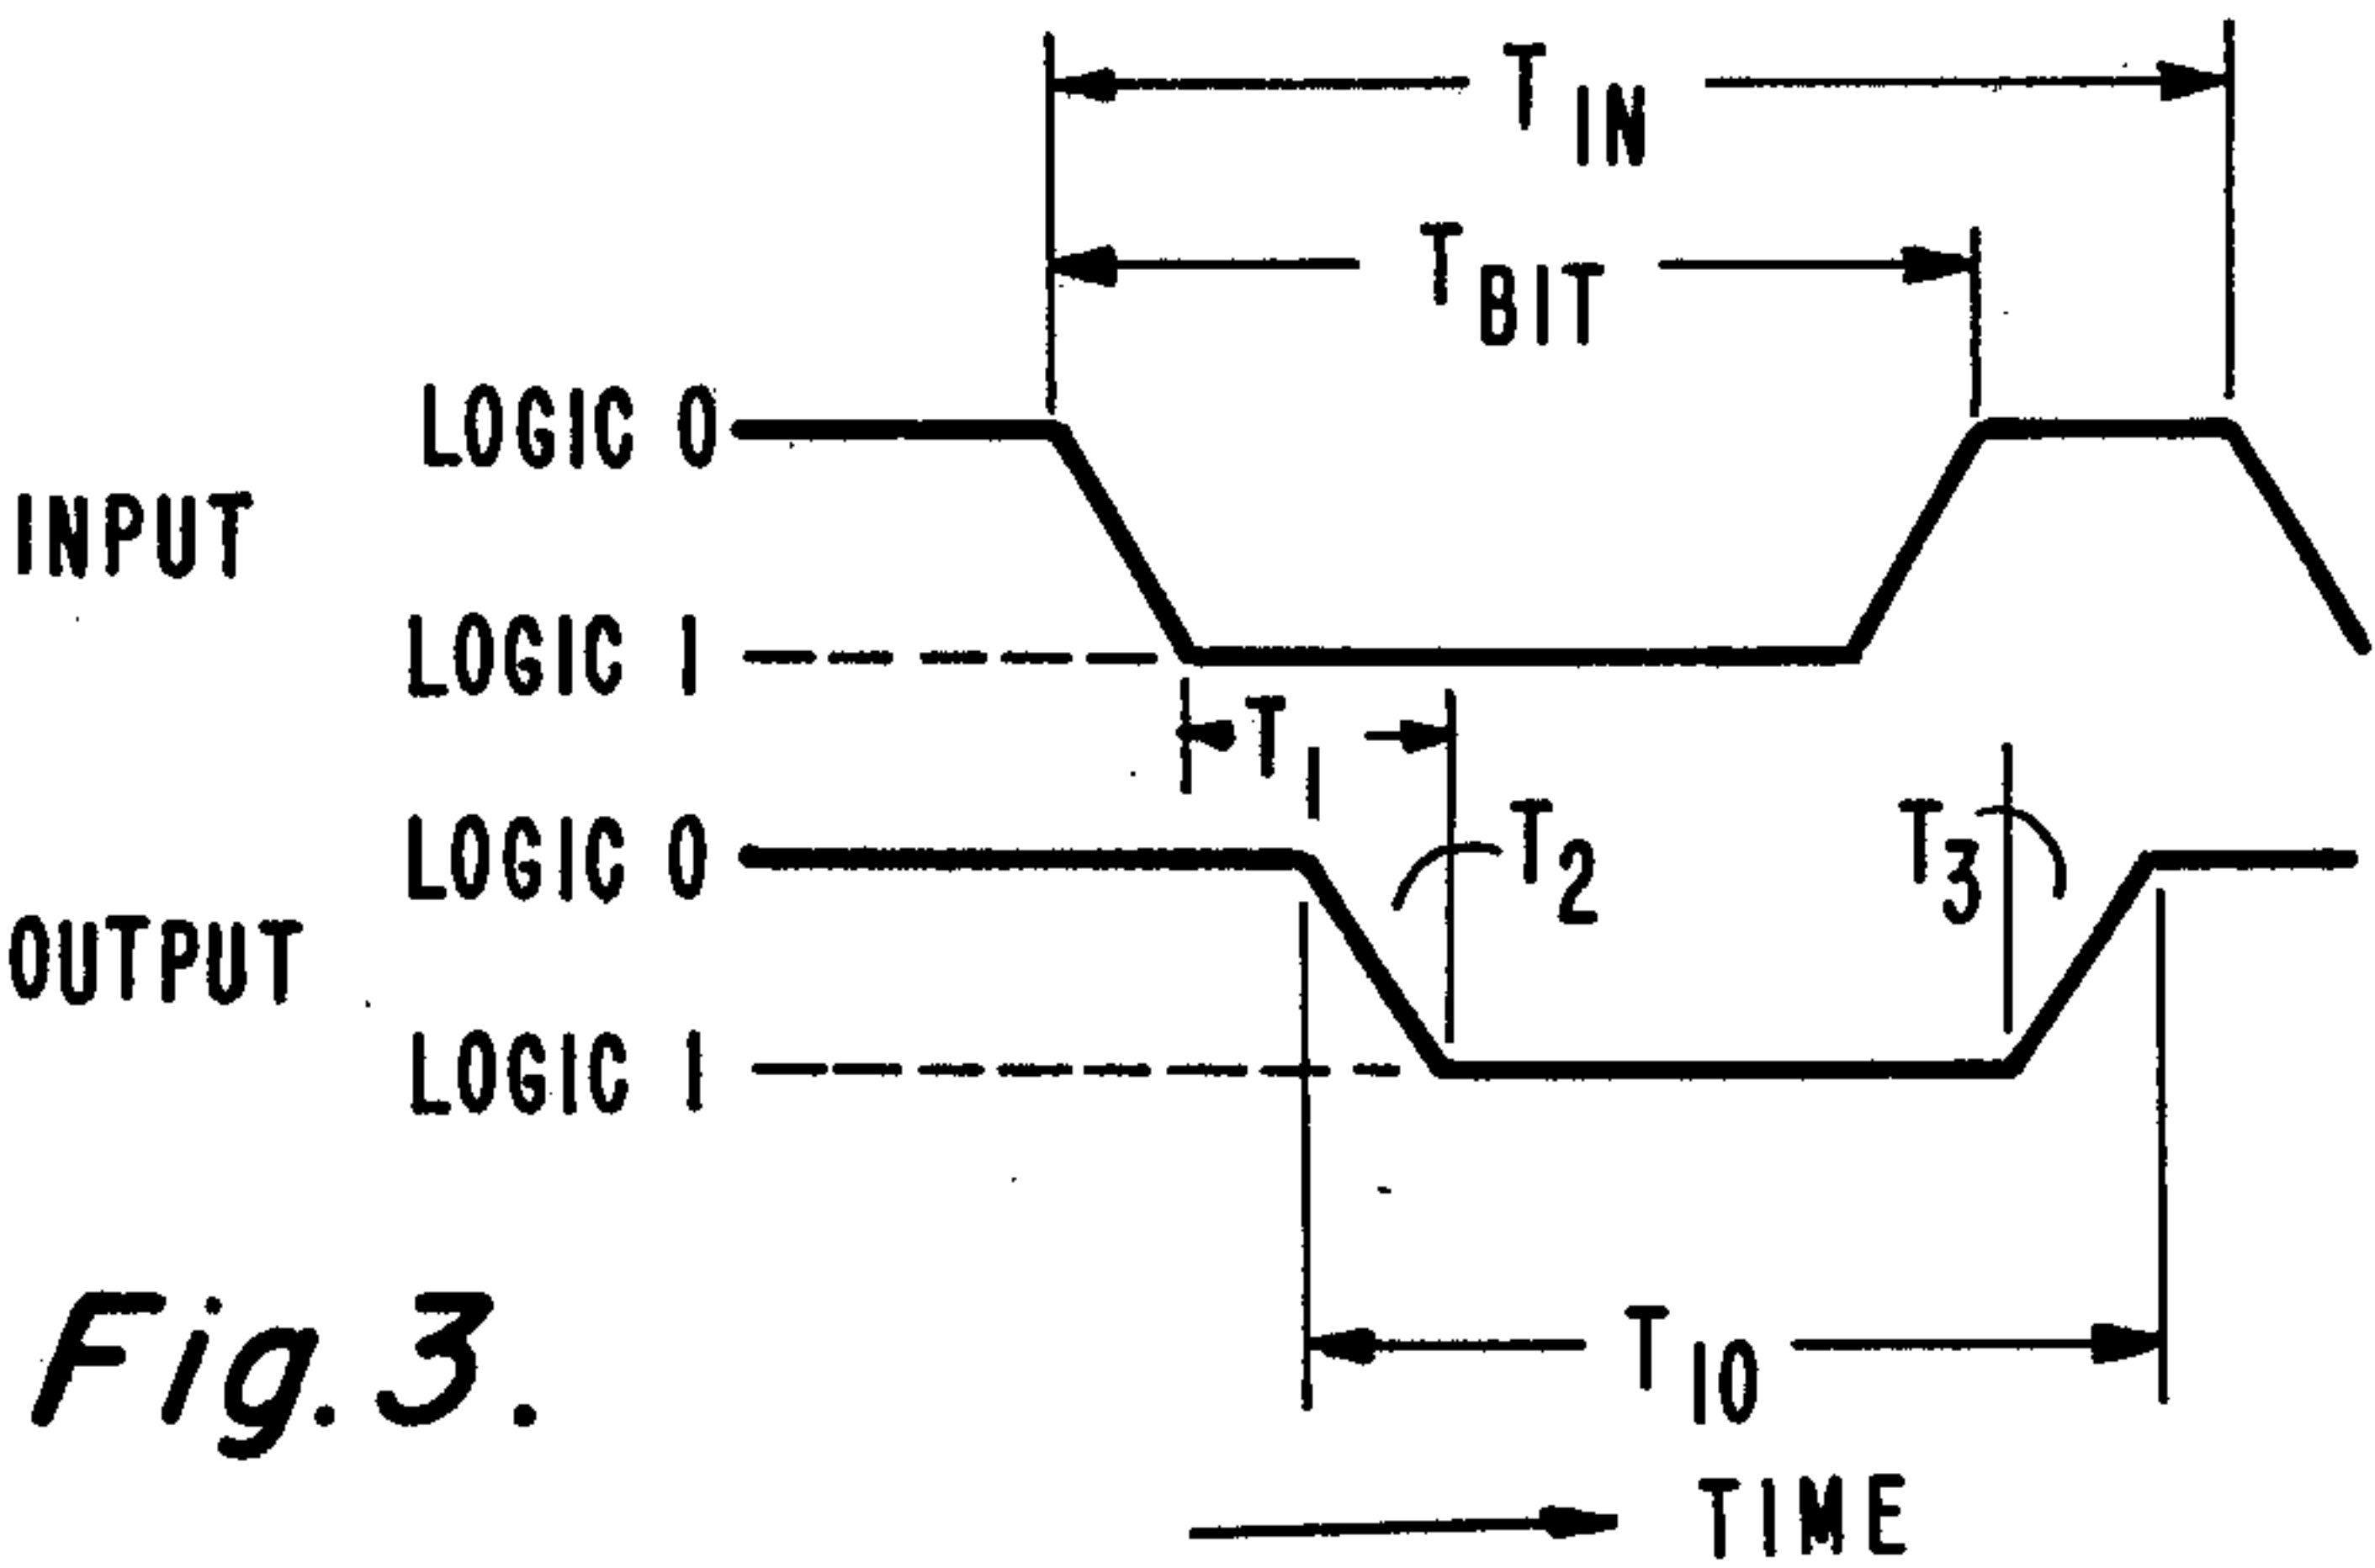 T IN
T BIT
LOGIC 0
INPUT
LOGIC 1
T 1
LOGIC 0
T 2
T 3
OUTPUT
LOGIC 1
T 10
Fig. 3.
TIME